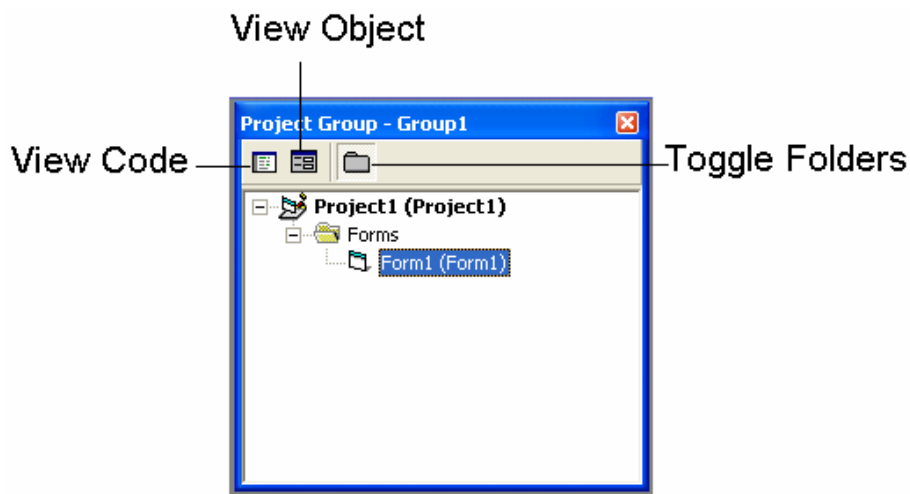 View Object
Project Group - Group1
View Code
Toggle Folders
Project1 (Project1)
Forms
Form1 (Form1)